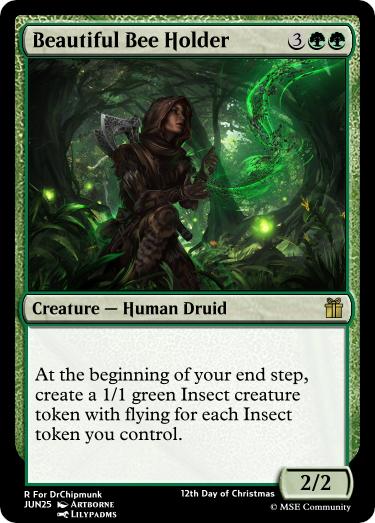 Beautiful Bee Holder 3
Creature — Human Druid
At the beginning of your end step,
create a 1/1 green Insect creature
token with flying for each Insect
token you control.
2/2
R For DrChipmunk 12th Day of Christmas
JUN25 Artborne © MSE Community
Lilypadms